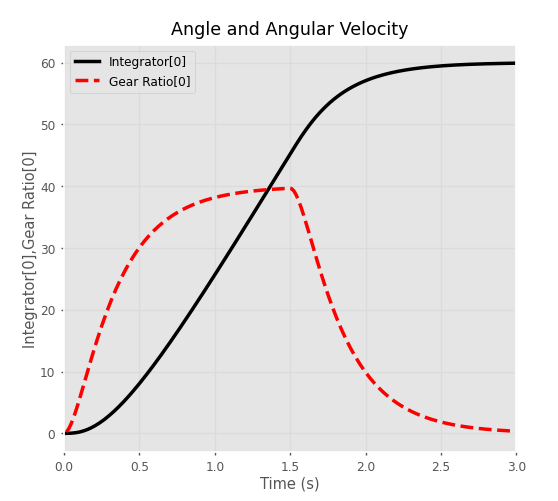 Angle and Angular Velocity
Integrator[0]
Gear Ratio[0]
Integrator[0],Gear Ratio[0]
60
50
40
30
20
10
0
0.0 0.5 1.0 1.5 2.0 2.5 3.0
Time (s)